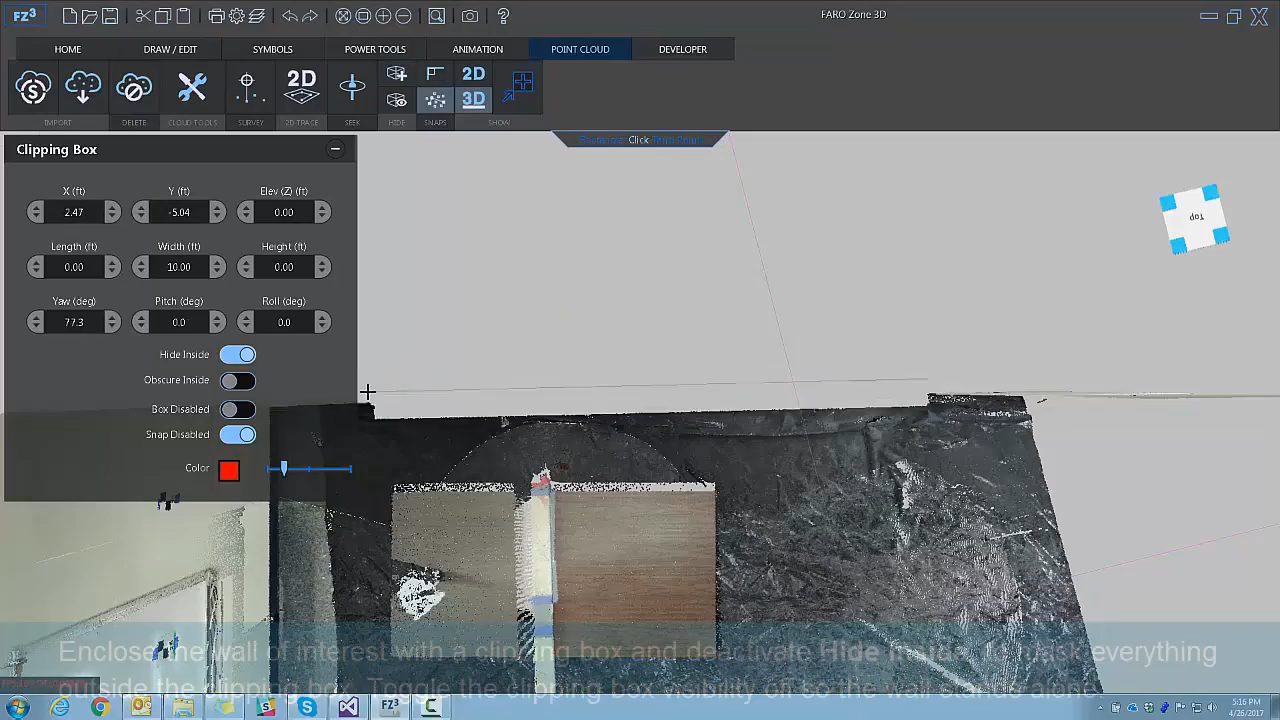 FZ³
FARO Zone 3D
HOME DRAW / EDIT SYMBOLS POWER TOOLS ANIMATION POINT CLOUD DEVELOPER
2D 2D
3D
IMPORT DELETE CLOUD TOOLS SURVEY 2D-TRACE SEEK HIDE SNAPS SHOW
Click
Clipping Box
X (ft) Y (ft) Elev (Z) (ft)
2.47 -5.04 0.00
Length (ft) Width (ft) Height (ft)
0.00 10.00 0.00
Yaw (deg) Pitch (deg) Roll (deg)
77.3 0.0 0.0
Hide Inside
Obscure Inside
Box Disabled
Snap Disabled
Color
Top
Enclose the wall of interest with a clipping box and deactivate Hide Inside to mask everything
outside the clipping box. Toggle the clipping box visibility off so the wall stands alone.
FZ³
5:16 PM
4/26/2017